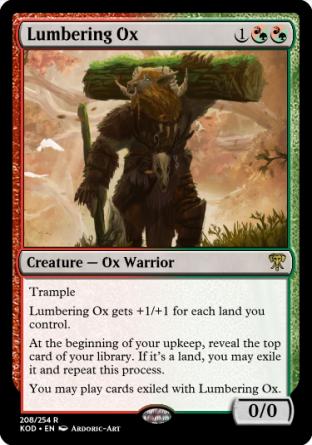 Lumbering Ox 1
Creature — Ox Warrior
Trample
Lumbering Ox gets +1/+1 for each land you
control.
At the beginning of your upkeep, reveal the top
card of your library. If it's a land, you may exile
it and repeat this process.
You may play cards exiled with Lumbering Ox.
0/0
208/254 R
KOD • EN Ardoric-Art